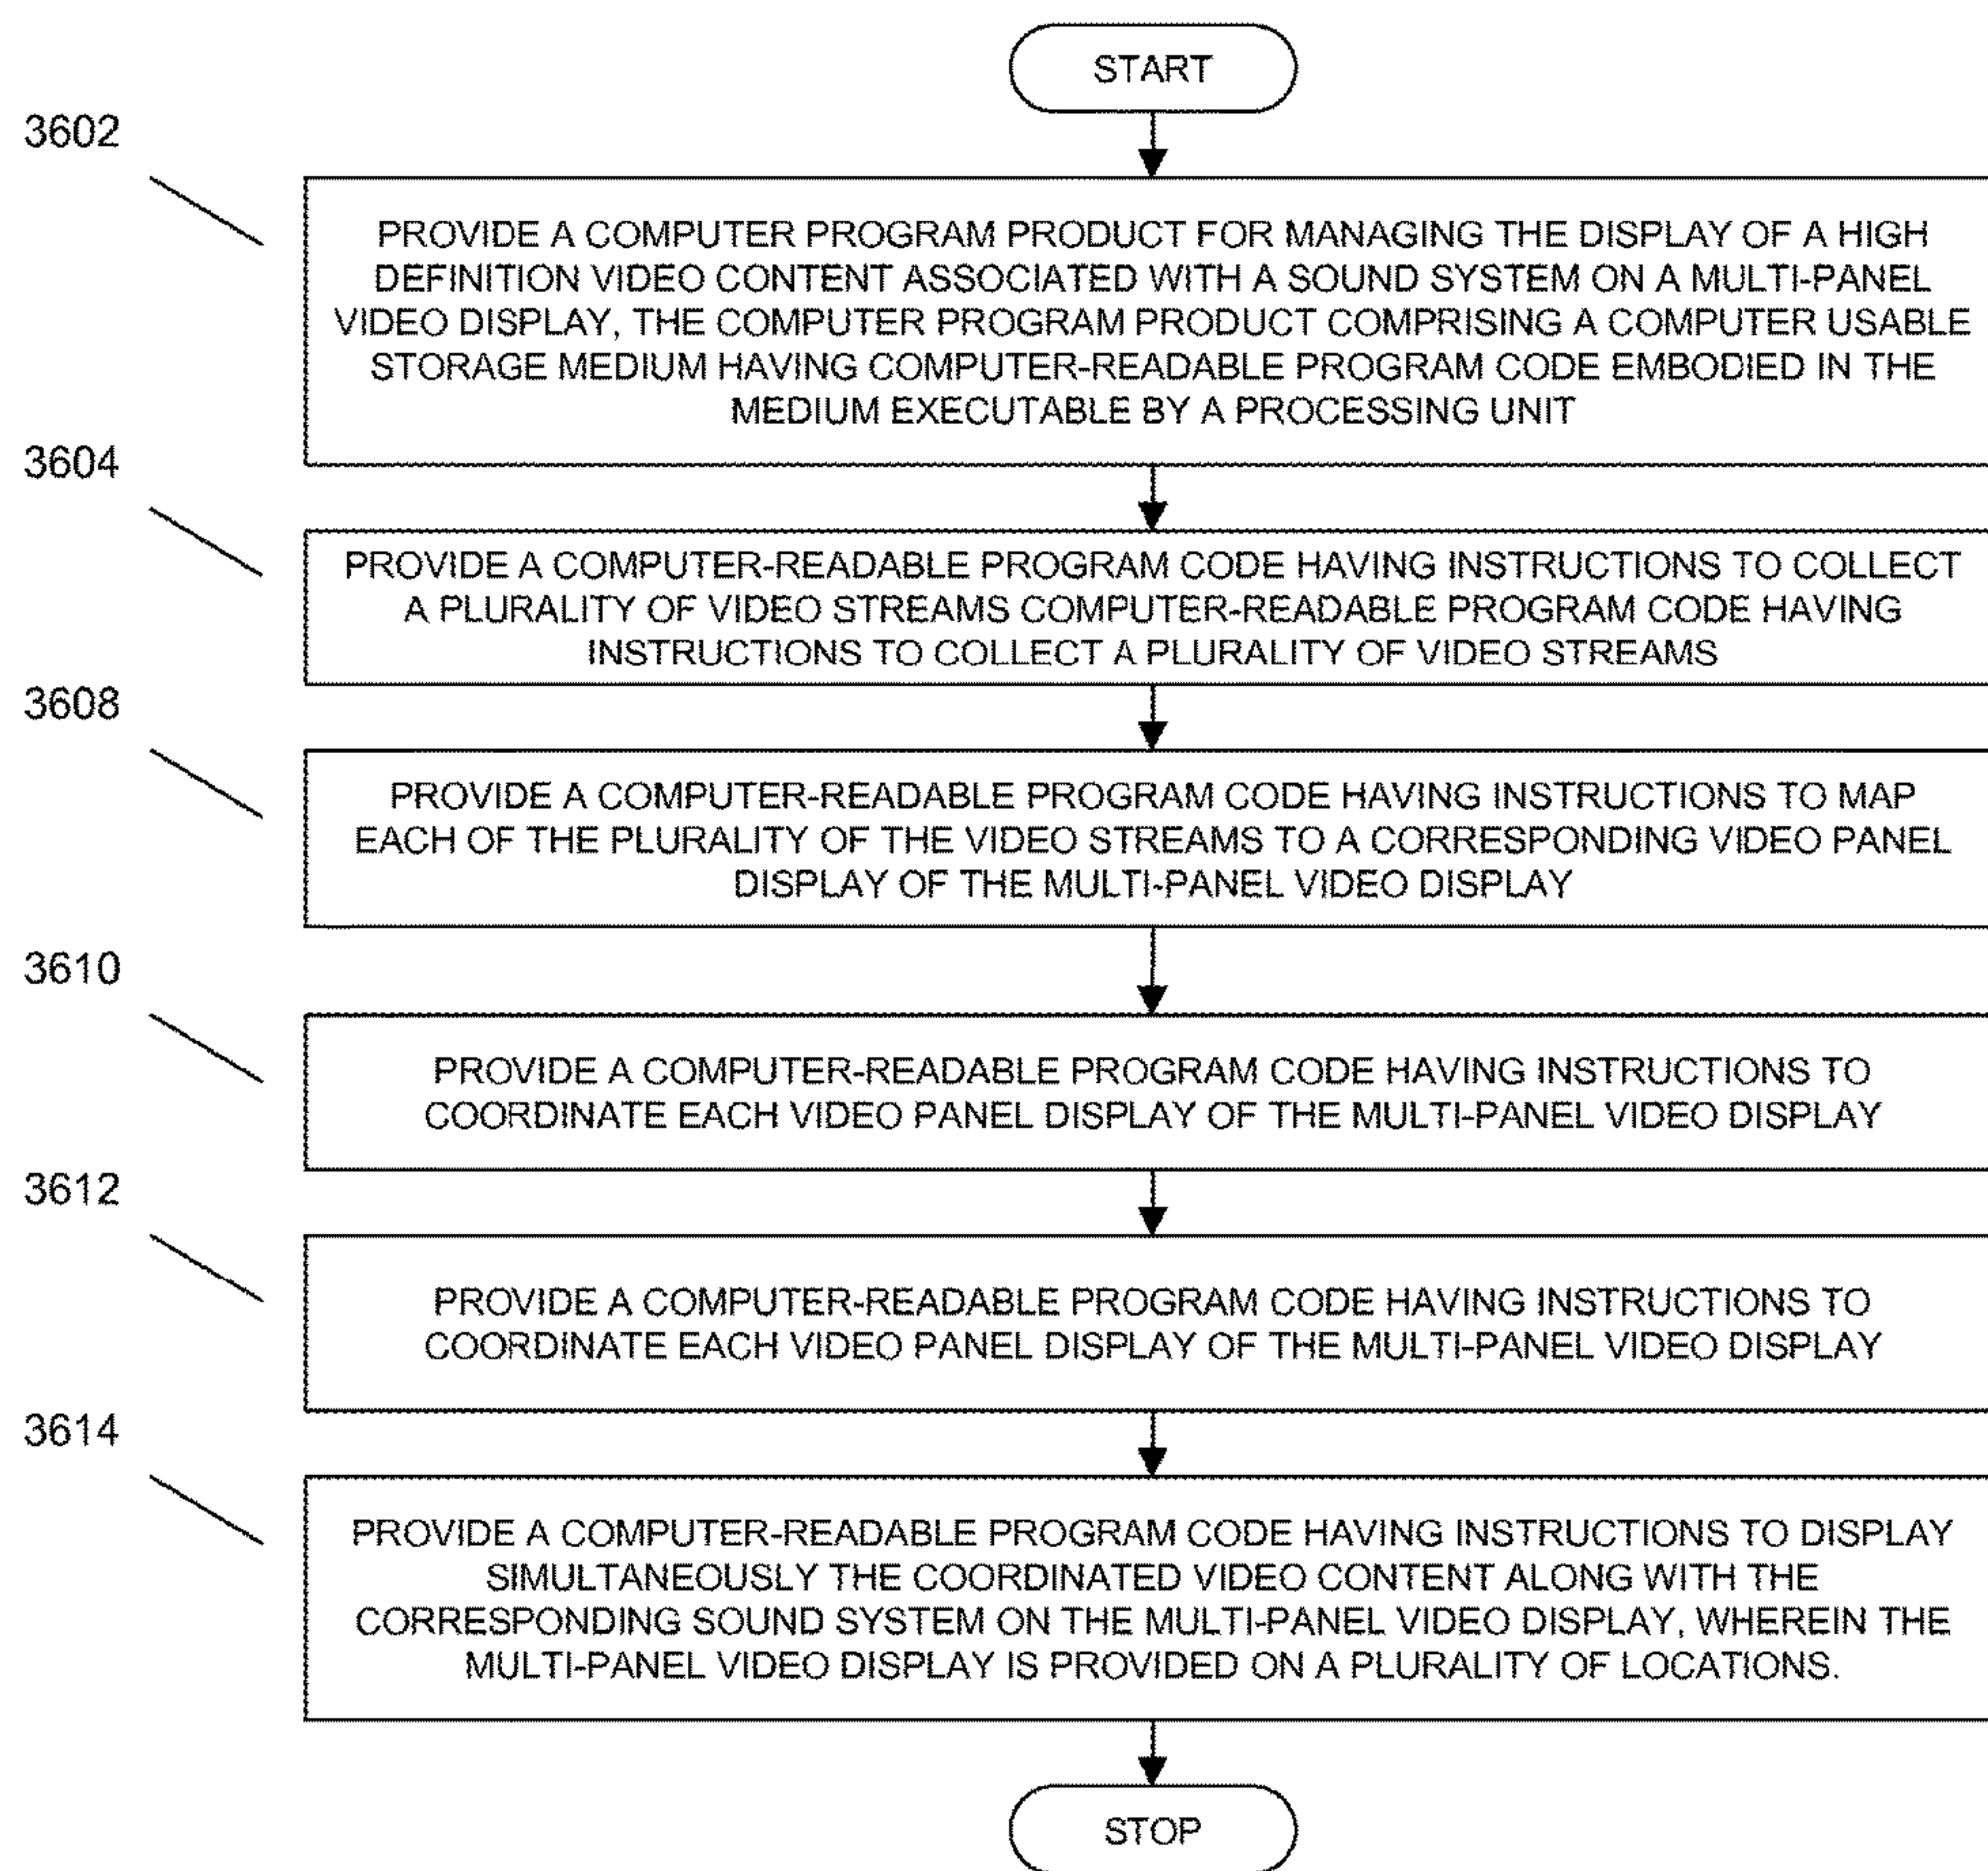 START
3602
PROVIDE A COMPUTER PROGRAM PRODUCT FOR MANAGING THE DISPLAY OF A HIGH
DEFINITION VIDEO CONTENT ASSOCIATED WITH A SOUND SYSTEM ON A MULTI-PANEL
VIDEO DISPLAY, THE COMPUTER PROGRAM PRODUCT COMPRISING A COMPUTER USABLE
STORAGE MEDIUM HAVING COMPUTER-READABLE PROGRAM CODE EMBODIED IN THE
MEDIUM EXECUTABLE BY A PROCESSING UNIT
3604
PROVIDE A COMPUTER-READABLE PROGRAM CODE HAVING INSTRUCTIONS TO COLLECT
A PLURALITY OF VIDEO STREAMS COMPUTER-READABLE PROGRAM CODE HAVING
INSTRUCTIONS TO COLLECT A PLURALITY OF VIDEO STREAMS
3608
PROVIDE A COMPUTER-READABLE PROGRAM CODE HAVING INSTRUCTIONS TO MAP
EACH OF THE PLURALITY OF THE VIDEO STREAMS TO A CORRESPONDING VIDEO PANEL
DISPLAY OF THE MULTI-PANEL VIDEO DISPLAY
3610
PROVIDE A COMPUTER-READABLE PROGRAM CODE HAVING INSTRUCTIONS TO
COORDINATE EACH VIDEO PANEL DISPLAY OF THE MULTI-PANEL VIDEO DISPLAY
3612
PROVIDE A COMPUTER-READABLE PROGRAM CODE HAVING INSTRUCTIONS TO
COORDINATE EACH VIDEO PANEL DISPLAY OF THE MULTI-PANEL VIDEO DISPLAY
3614
PROVIDE A COMPUTER-READABLE PROGRAM CODE HAVING INSTRUCTIONS TO DISPLAY
SIMULTANEOUSLY THE COORDINATED VIDEO CONTENT ALONG WITH THE
CORRESPONDING SOUND SYSTEM ON THE MULTI-PANEL VIDEO DISPLAY, WHEREIN THE
MULTI-PANEL VIDEO DISPLAY IS PROVIDED ON A PLURALITY OF LOCATIONS.
STOP